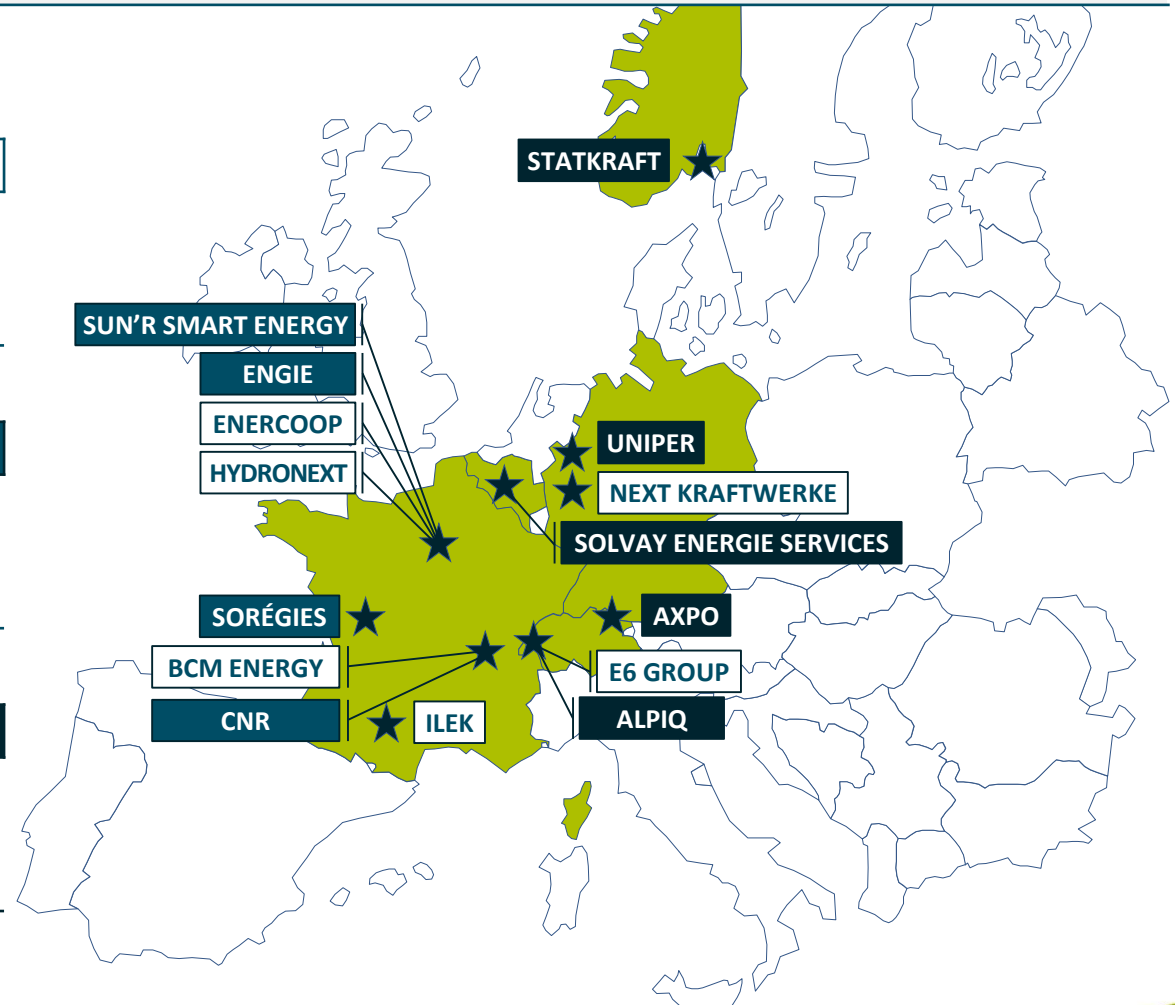 STATKRAFT
SUN'R SMART ENERGY
ENGIE
ENERCOOP
HYDRONEXT
UNIPER
NEXT KRAFTWERKE
SOLVAY ENERGIE SERVICES
SORÉGIES
AXPO
BCM ENERGY
E6 GROUP
CNR
ILEK
ALPIQ